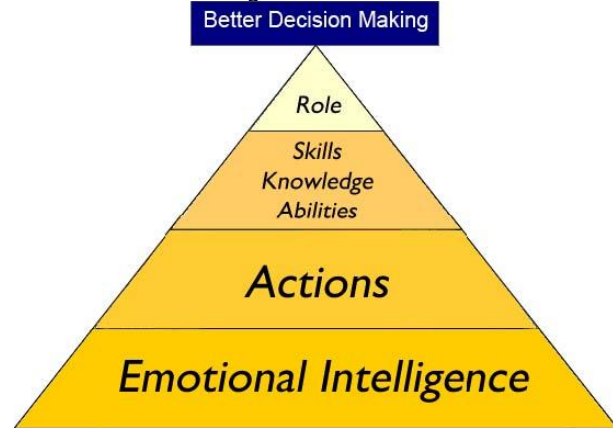 Better Decision Making
Role
Skills
Knowledge
Abilities
Actions
Emotional Intelligence